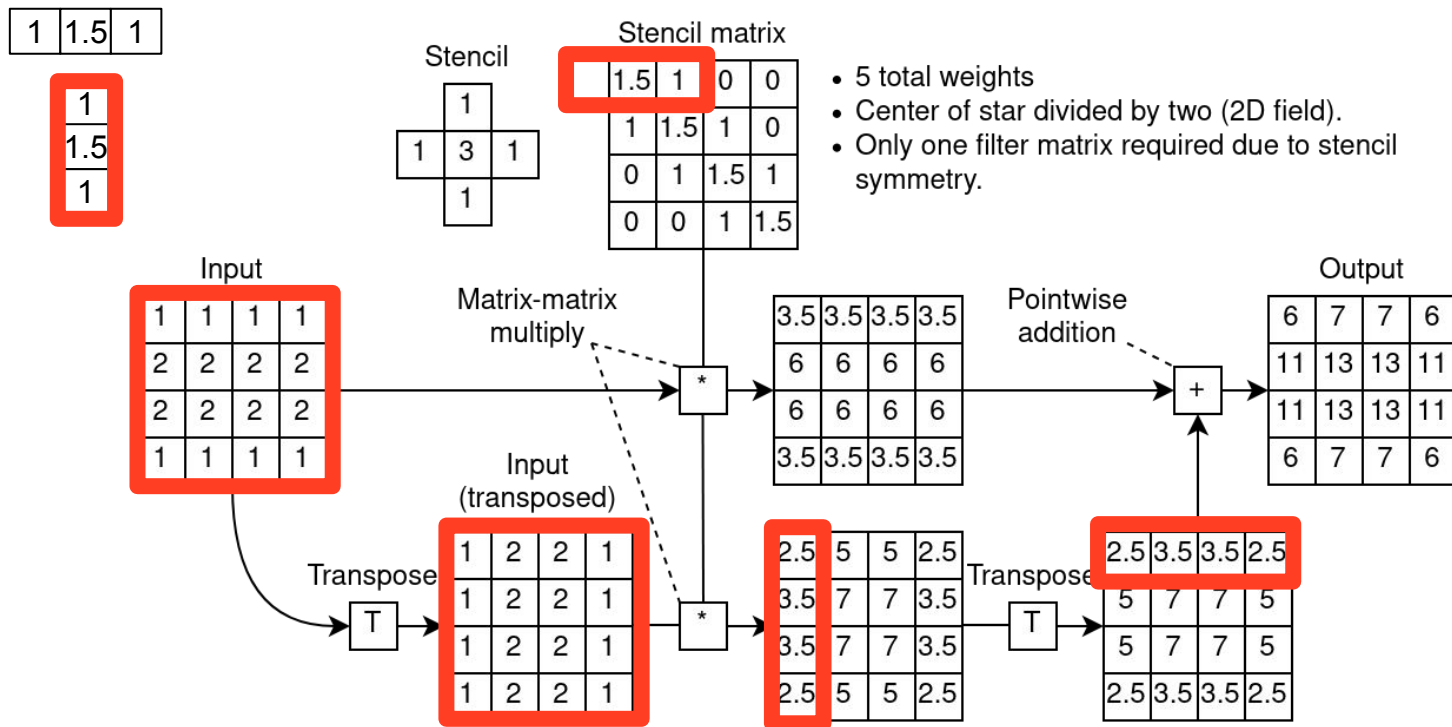 1 1.5 1
1
1.5
1
Stencil
1
1 3 1
1
Stencil matrix
1.5 1 0 0
1 1.5 1 0
0 1 1.5 1
0 0 1 1.5
• 5 total weights
• Center of star divided by two (2D field).
• Only one filter matrix required due to stencil
symmetry.
Input
1 1 1 1
2 2 2 2
2 2 2 2
1 1 1 1
Matrix-matrix
multiply
*
3.5 3.5 3.5 3.5
6 6 6 6
6 6 6 6
3.5 3.5 3.5 3.5
Pointwise
addition
+
Output
6 7 7 6
11 13 13 11
11 13 13 11
6 7 7 6
Transpose
T
Input
(transposed)
1 2 2 1
1 2 2 1
1 2 2 1
1 2 2 1
*
2.5 5 5 2.5
3.5 7 7 3.5
3.5 7 7 3.5
2.5 5 5 2.5
Transpose
T
2.5 3.5 3.5 2.5
5 7 7 5
5 7 7 5
2.5 3.5 3.5 2.5